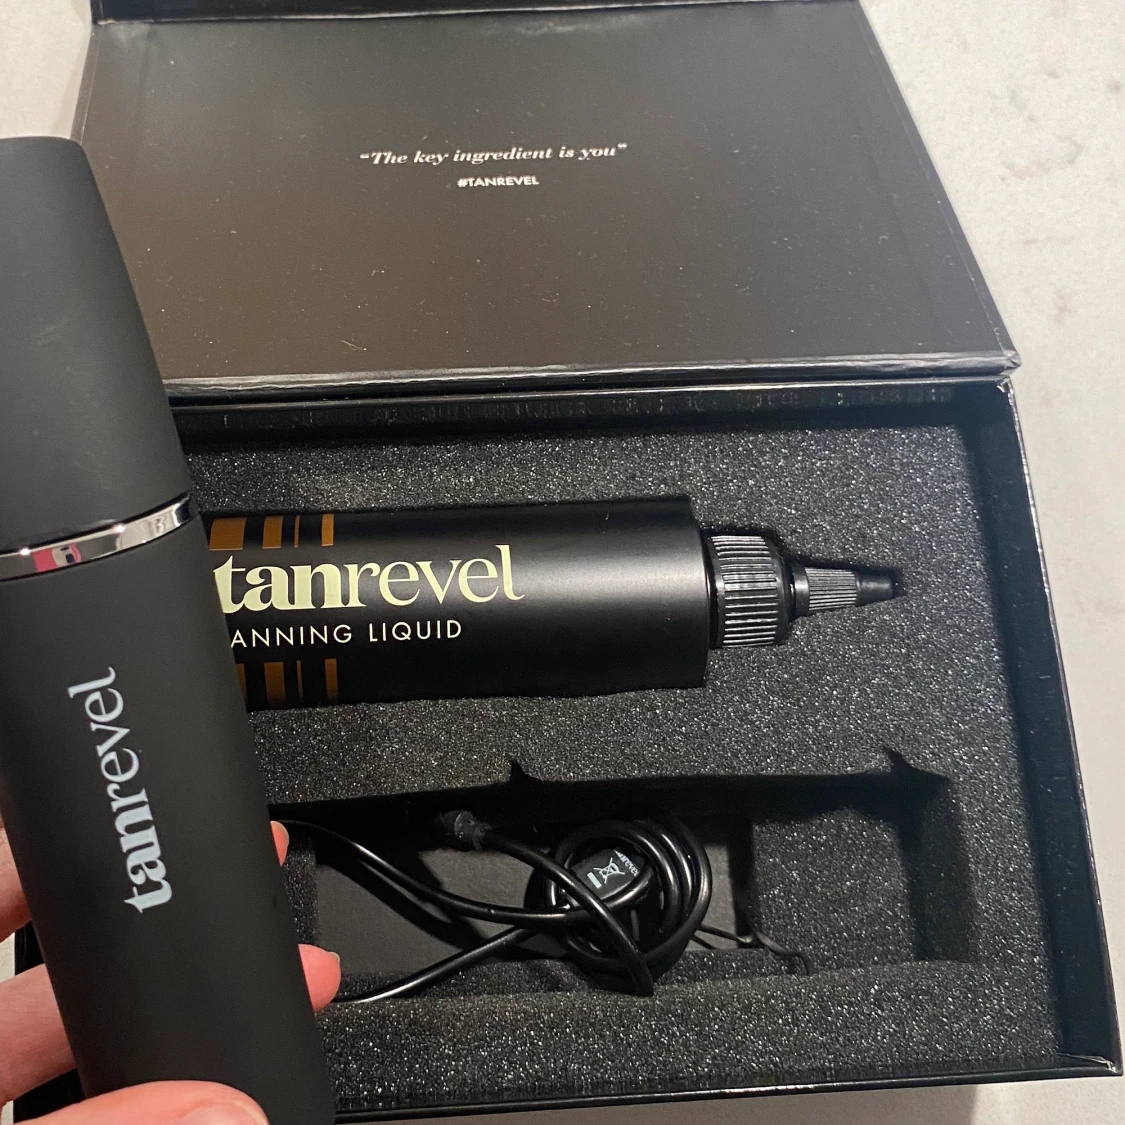 “The key ingredient is you”
#TANREVEL
tanrevel
ANNING LIQUID
tanrevel